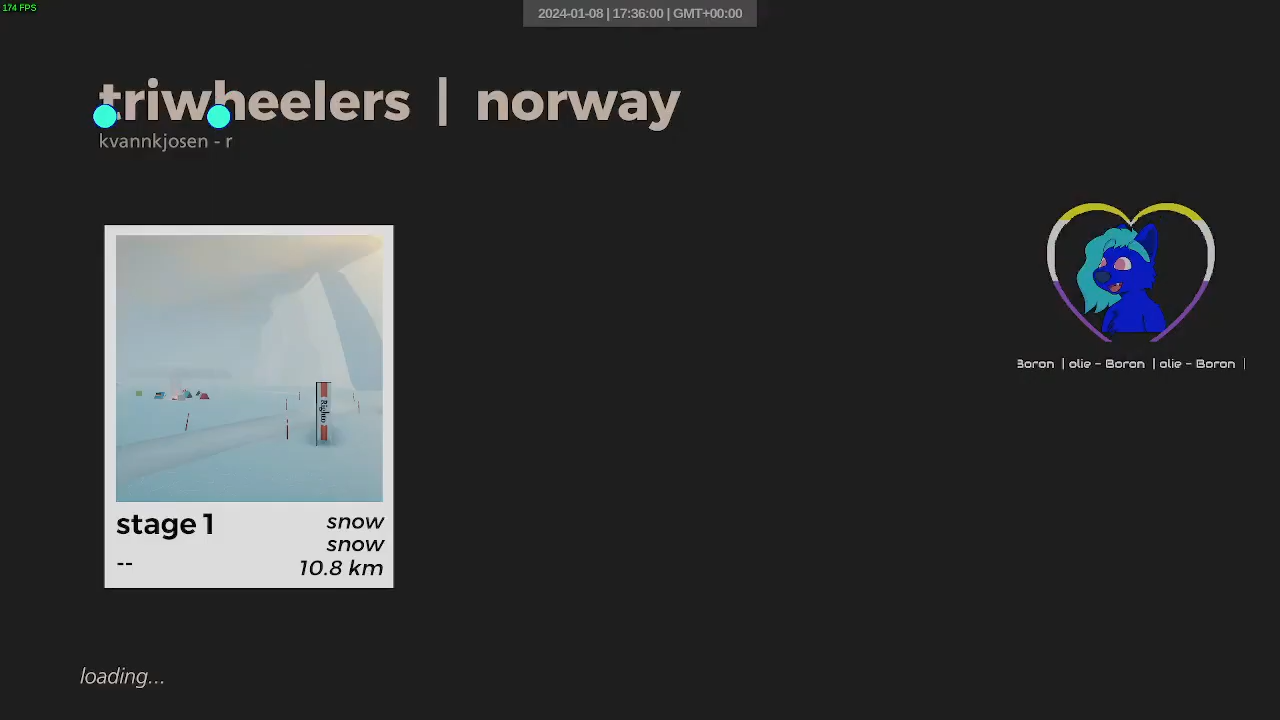 174 FPS
2024-01-08 | 17:36:00 | GMT+00:00
triwheelers | norway
kvannkjosen - r
Boron | olie - Boron | olie - Boron |
stage 1
snow
snow
--
10.8 km
loading...